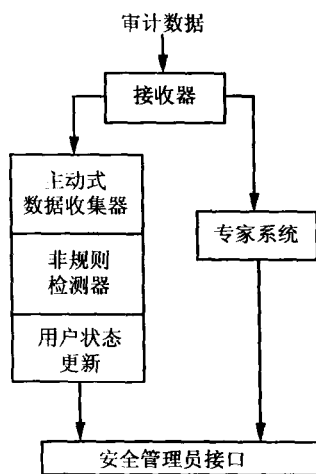 审计数据
接收器
主动式
数据收集器
非规则
检测器
用户状态
更新
专家系统
安全管理员接口